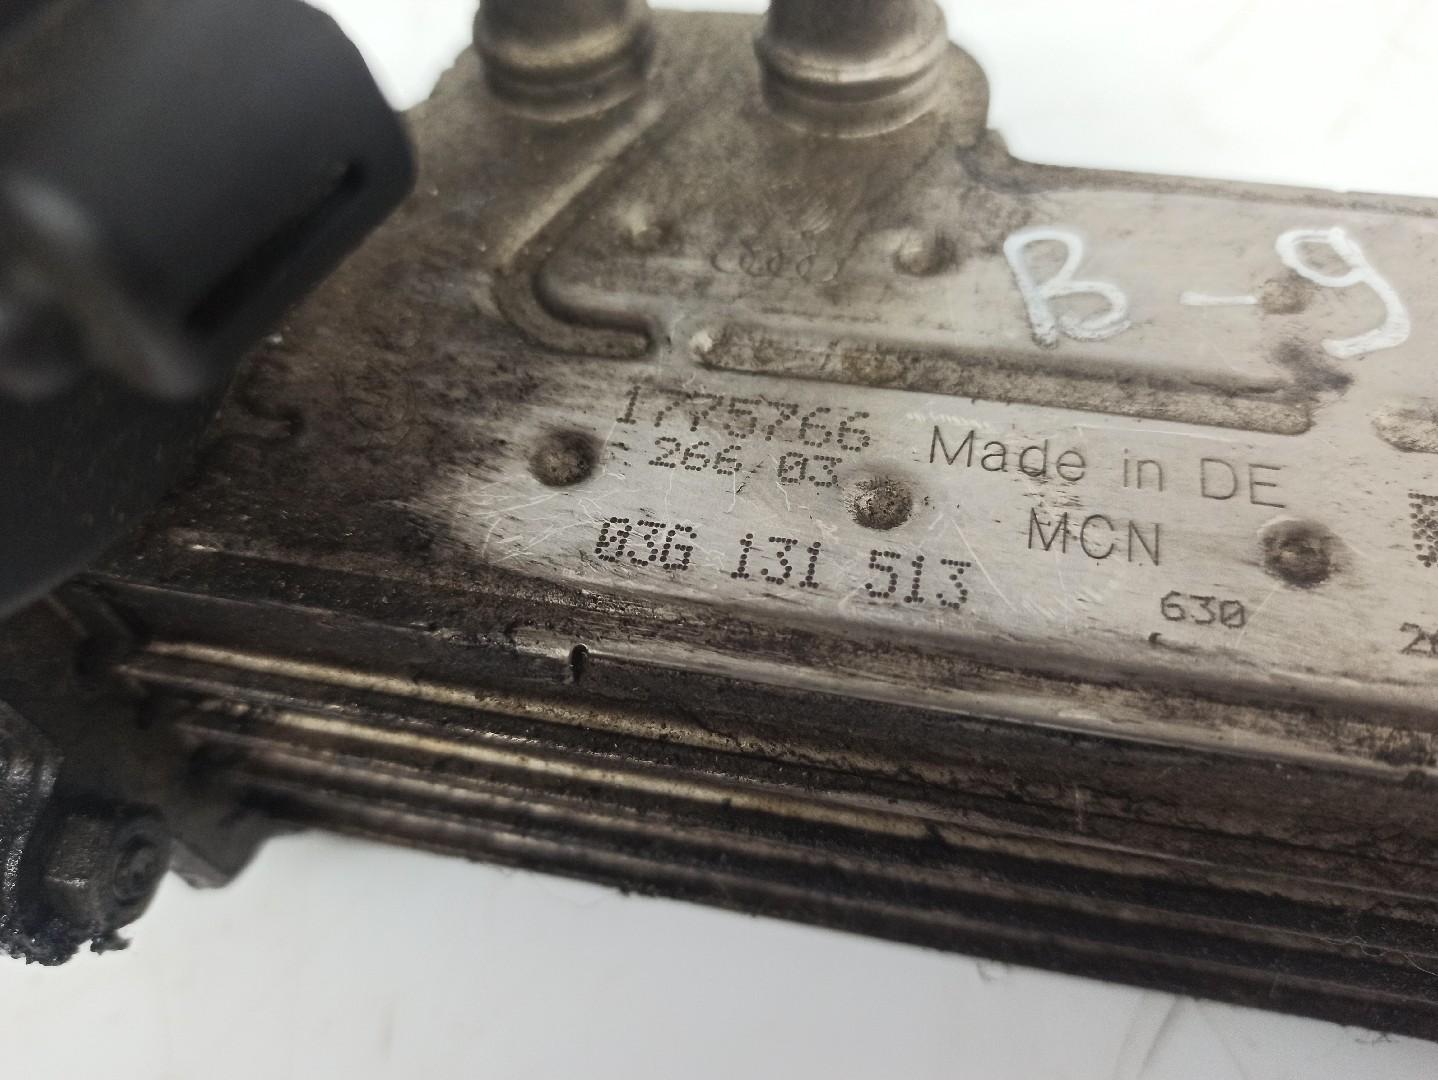 B-9
1775766
266/03
Made in DE
MCN
03G 131 513
630